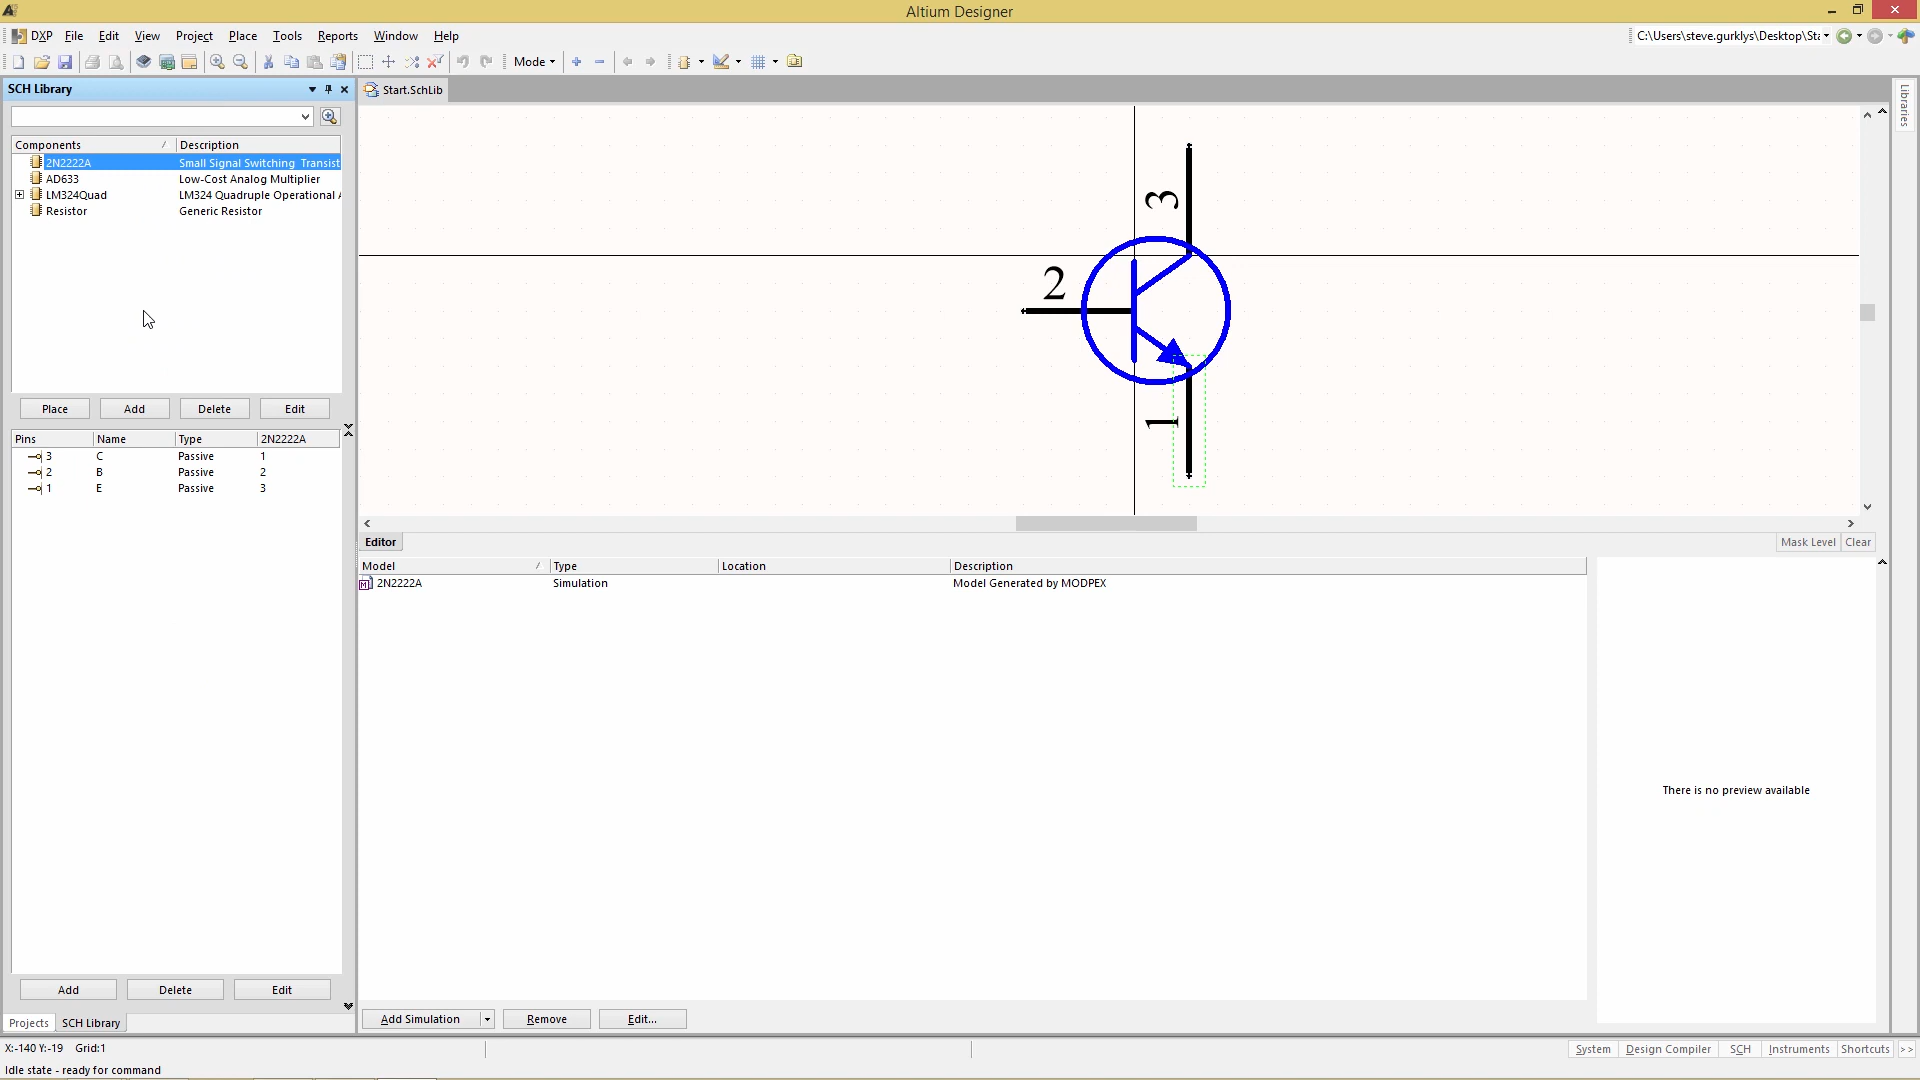 Altium Designer
DXP File Edit View Project Place Tools Reports Window Help
C:\Users\steve.gurklys\Desktop\Sta
Mode
SCH Library
Start.SchLib
Libraries
Components Description
2N2222A Small Signal Switching Transist
AD633 Low-Cost Analog Multiplier
LM324Quad LM324 Quadruple Operational
Resistor Generic Resistor
Place Add Delete Edit
Pins Name Type 2N2222A
3 C Passive 1
2 B Passive 2
1 E Passive 3
Add Delete Edit
Projects SCH Library
3
2
1
Editor
Mask Level Clear
Model Type Location Description
2N2222A Simulation Model Generated by MODPEX
There is no preview available
Add Simulation Remove Edit...
X:-140 Y:-19 Grid:1
System Design Compiler SCH Instruments Shortcuts >>
Idle state - ready for command